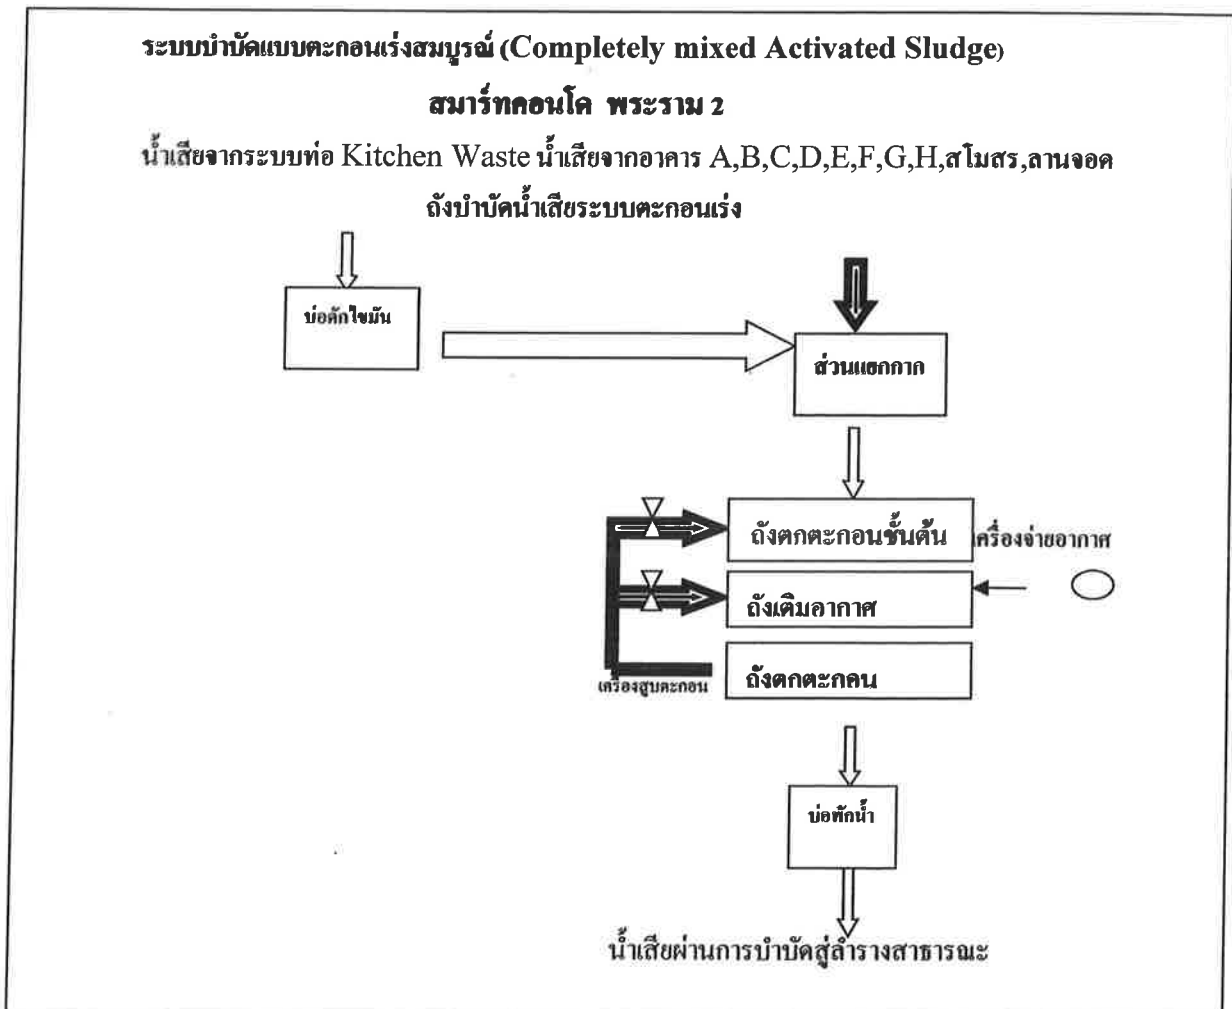 ระบบบำบัดแบบตะกอนเร่งสมบูรณ์ (Completely mixed Activated Sludge)
สมาร์ทคอนโด พระราม 2
น้ำเสียจากระบบท่อ Kitchen Waste น้ำเสียจากอาคาร A,B,C,D,E,F,G,H,สโมสร,ลานจอด
ถังบำบัดน้ำเสียระบบตะกอนเร่ง
บ่อดักไขมัน
ส่วนแยกกาก
ถังตกตะกอนชั้นต้น
เครื่องจ่ายอากาศ
ถังเติมอากาศ
เครื่องสูบตะกอน
ถังตกตะกคน
บ่อพักน้ำ
น้ำเสียผ่านการบำบัดสู่ลำรางสาธารณะ